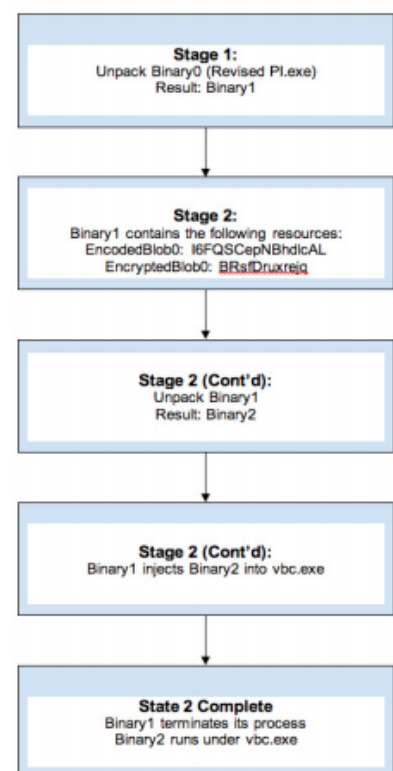 Stage 1:
Unpack Binary0 (Revised PI.exe)
Result: Binary1
Stage 2:
Binary1 contains the following resources:
EncodedBlob0: I6FQSCepNBhdIcAL
EncryptedBlob0: BRsfDruxrejq
Stage 2 (Cont'd):
Unpack Binary1
Result: Binary2
Stage 2 (Cont'd):
Binary1 injects Binary2 into vbc.exe
State 2 Complete
Binary1 terminates its process
Binary2 runs under vbc.exe